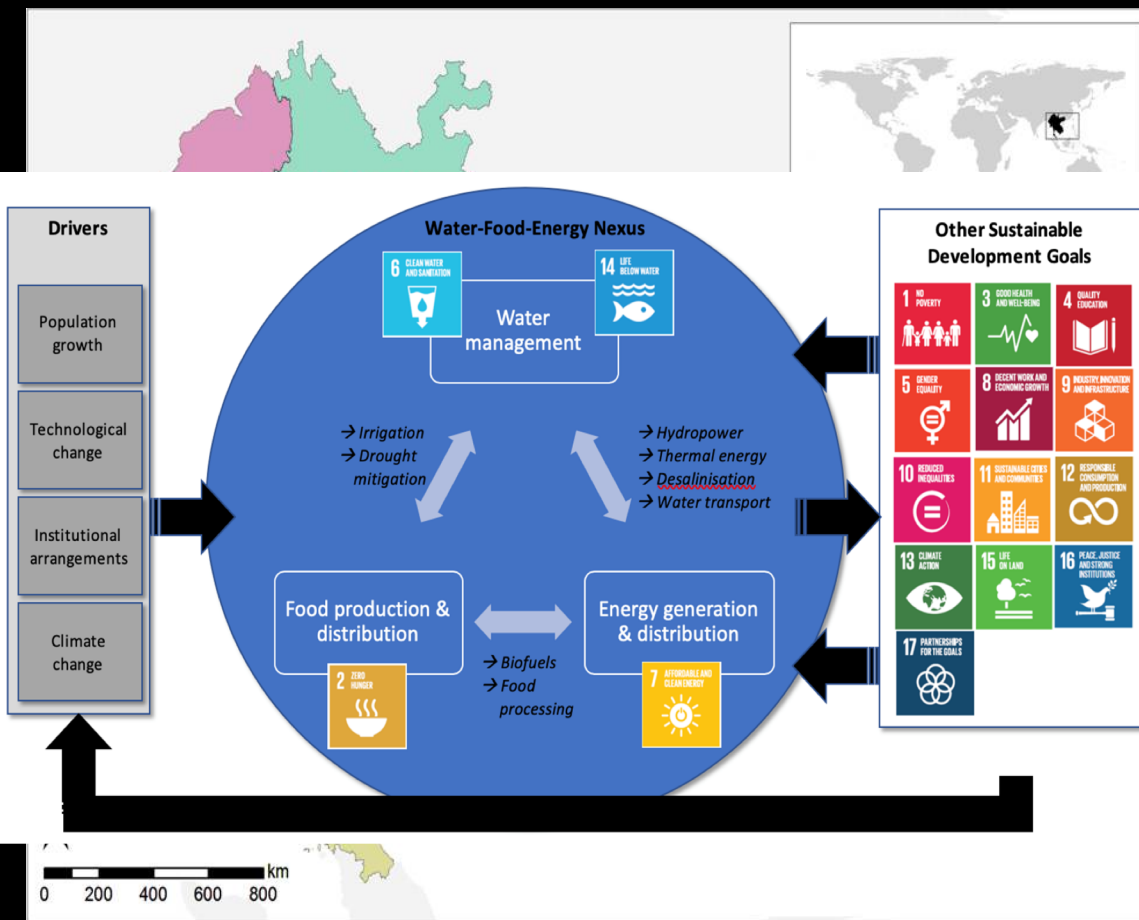 Drivers
Population
growth
Technological
change
Institutional
arrangements
Climate
change
Water-Food-Energy Nexus
6 CLEAN WATER
AND SANITATION
14 LIFE
BELOW WATER
Water
management
→ Irrigation
→ Drought
mitigation
→ Hydropower
→ Thermal energy
→ Desalinisation
→ Water transport
Food production &
distribution
Energy generation
& distribution
→ Biofuels
→ Food
processing
2 ZERO
HUNGER
7 AFFORDABLE AND
CLEAN ENERGY
Other Sustainable
Development Goals
1 NO
POVERTY
3 GOOD HEALTH
AND WELL-BEING
4 QUALITY
EDUCATION
5 GENDER
EQUALITY
8 DECENT WORK AND
ECONOMIC GROWTH
9 INDUSTRY, INNOVATION
AND INFRASTRUCTURE
10 REDUCED
INEQUALITIES
11 SUSTAINABLE CITIES
AND COMMUNITIES
12 RESPONSIBLE
CONSUMPTION
AND PRODUCTION
13 CLIMATE
ACTION
15 LIFE
ON LAND
16 PEACE, JUSTICE
AND STRONG
INSTITUTIONS
17 PARTNERSHIPS
FOR THE GOALS
km
0 200 400 600 800